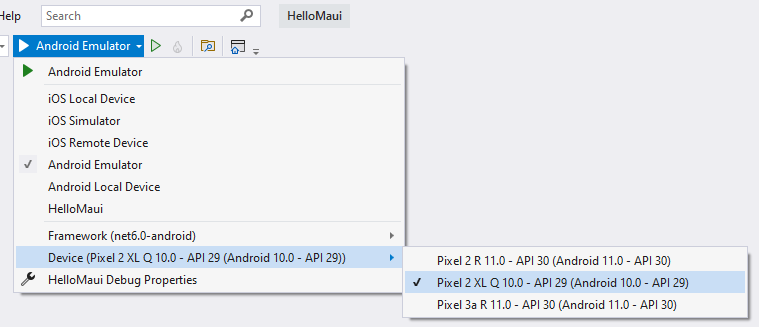 Help
Search
HelloMaui
Android Emulator
Android Emulator
iOS Local Device
iOS Simulator
iOS Remote Device
Android Emulator
Android Local Device
HelloMaui
Framework (net6.0-android)
Device (Pixel 2 XL Q 10.0 - API 29 (Android 10.0 - API 29))
HelloMaui Debug Properties
Pixel 2 R 11.0 - API 30 (Android 11.0 - API 30)
Pixel 2 XL Q 10.0 - API 29 (Android 10.0 - API 29)
Pixel 3a R 11.0 - API 30 (Android 11.0 - API 30)